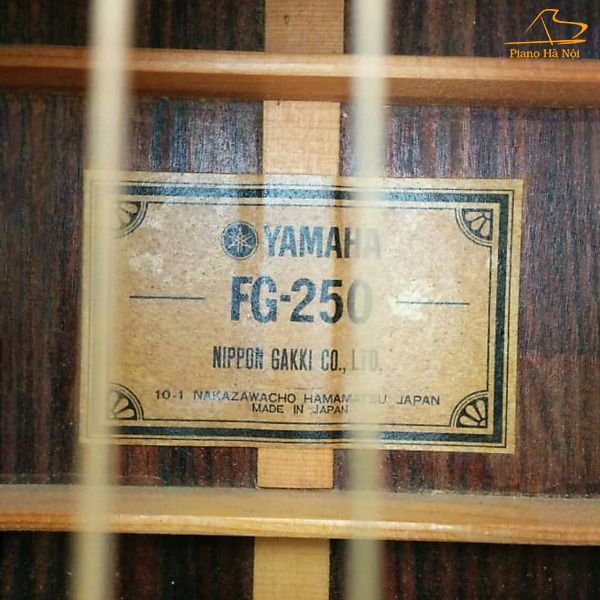 Piano Hà Nội
YAMAHA
FG-250
NIPPON GAKKI CO., LTD.
10-1 NAKAZAWACHO HAMAMATSU JAPAN
MADE IN JAPAN